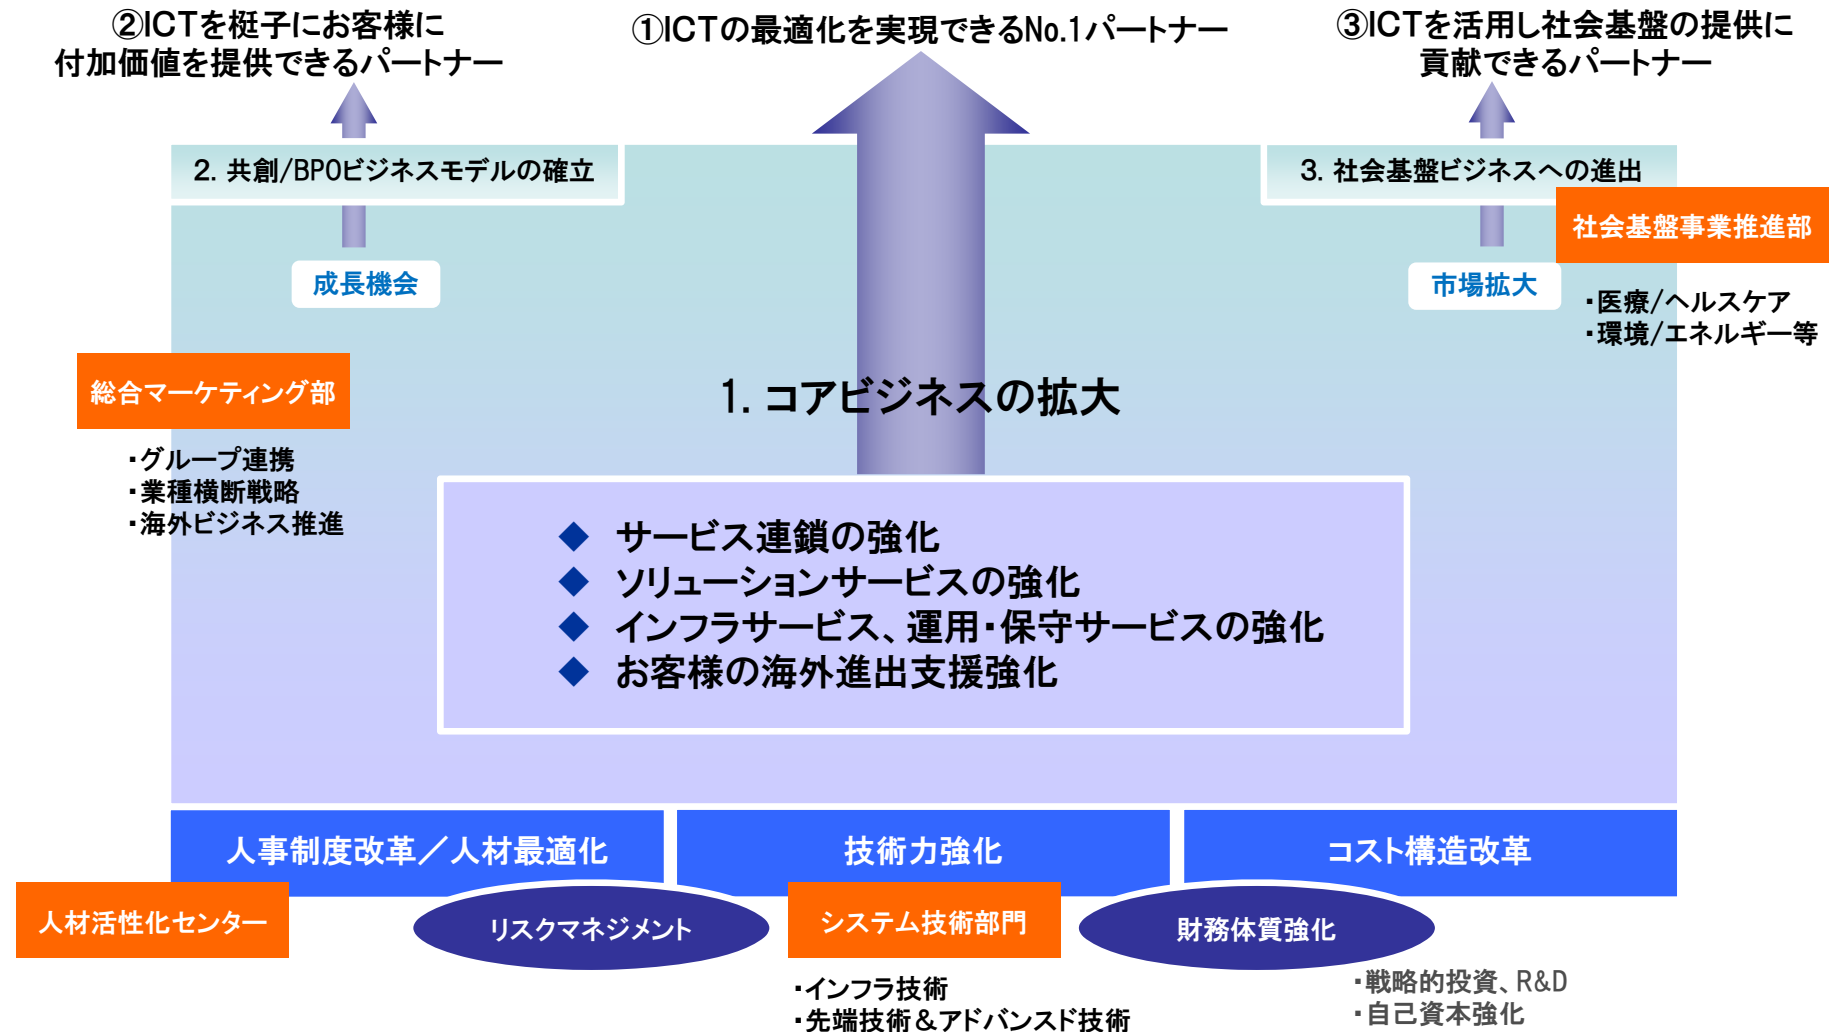 ②ICTを梃子にお客様に
付加価値を提供できるパートナー
①ICTの最適化を実現できるNo.1パートナー
③ICTを活用し社会基盤の提供に
貢献できるパートナー
2. 共創/BPOビジネスモデルの確立
3. 社会基盤ビジネスへの進出
社会基盤事業推進部
成長機会
市場拡大
・医療/ヘルスケア
・環境/エネルギー等
総合マーケティング部
1. コアビジネスの拡大
・グループ連携
・業種横断戦略
・海外ビジネス推進
◆ サービス連鎖の強化
◆ ソリューションサービスの強化
◆ インフラサービス、運用・保守サービスの強化
◆ お客様の海外進出支援強化
人事制度改革／人材最適化
技術力強化
コスト構造改革
人材活性化センター
リスクマネジメント
システム技術部門
財務体質強化
・インフラ技術
・先端技術＆アドバンスド技術
・戦略的投資、R&D
・自己資本強化